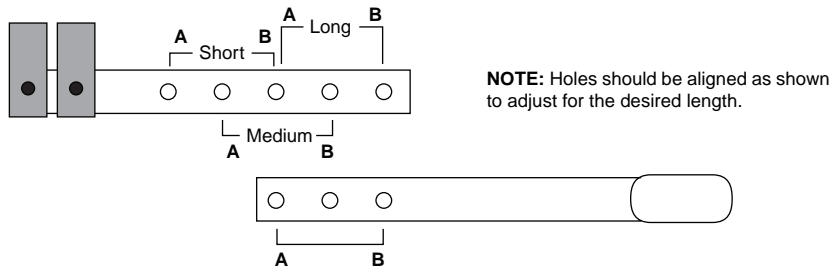 A B A B
Short Long
NOTE: Holes should be aligned as shown
to adjust for the desired length.
Medium
A B
A B